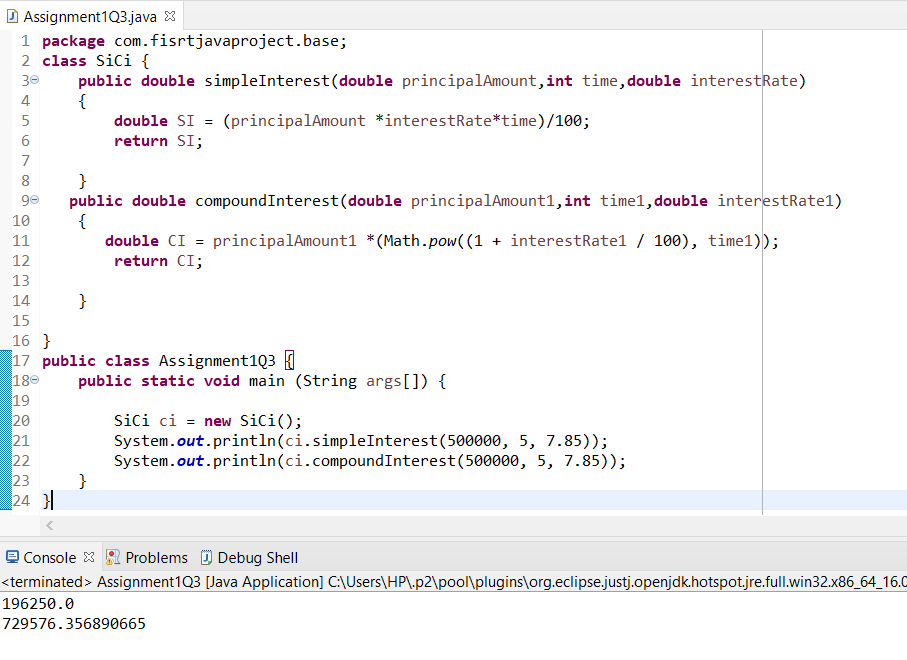 Assignment1Q3.java
1 package com.fisrtjavaproject.base;
2 class SiCi {
3 public double simpleInterest(double principalAmount,int time,double interestRate)
4 {
5 double SI = (principalAmount *interestRate*time)/100;
6 return SI;
7
8 }
9 public double compoundInterest(double principalAmount1,int time1,double interestRate1)
10 {
11 double CI = principalAmount1 *(Math.pow((1 + interestRate1 / 100), time1));
12 return CI;
13
14 }
15
16 }
17 public class Assignment1Q3 {
18 public static void main (String args[]) {
19
20 SiCi ci = new SiCi();
21 System.out.println(ci.simpleInterest(500000, 5, 7.85));
22 System.out.println(ci.compoundInterest(500000, 5, 7.85));
23 }
24 }
Console Problems Debug Shell
<terminated> Assignment1Q3 [Java Application] C:\Users\HP\.p2\pool\plugins\org.eclipse.justj.openjdk.hotspot.jre.full.win32.x86_64_16.0
196250.0
729576.356890665